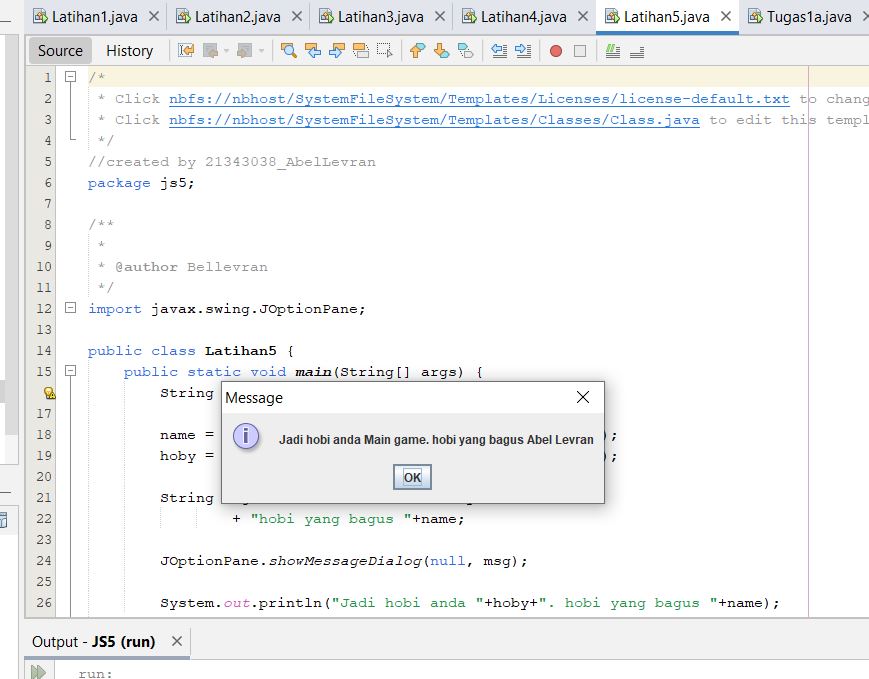 Latihan1.java Latihan2.java Latihan3.java Latihan4.java Latihan5.java Tugas1a.java
Source History
1 /*
2 * Click nbfs://nbhost/SystemFileSystem/Templates/Licenses/license-default.txt to chang
3 * Click nbfs://nbhost/SystemFileSystem/Templates/Classes/Class.java to edit this templ
4 */
5 //created by 21343038_AbelLevran
6 package js5;
7
8 /**
9 *
10 * @author Bellevran
11 */
12 import javax.swing.JOptionPane;
13
14 public class Latihan5 {
15 public static void main(String[] args) {
String
17
18 name = );
19 hoby = );
20
21 String
22 + "hobi yang bagus "+name;
23
24 JOptionPane.showMessageDialog(null, msg);
25
26 System.out.println("Jadi hobi anda "+hoby+". hobi yang bagus "+name);
Message
Jadi hobi anda Main game. hobi yang bagus Abel Levran
OK
Output - JS5 (run)
run: